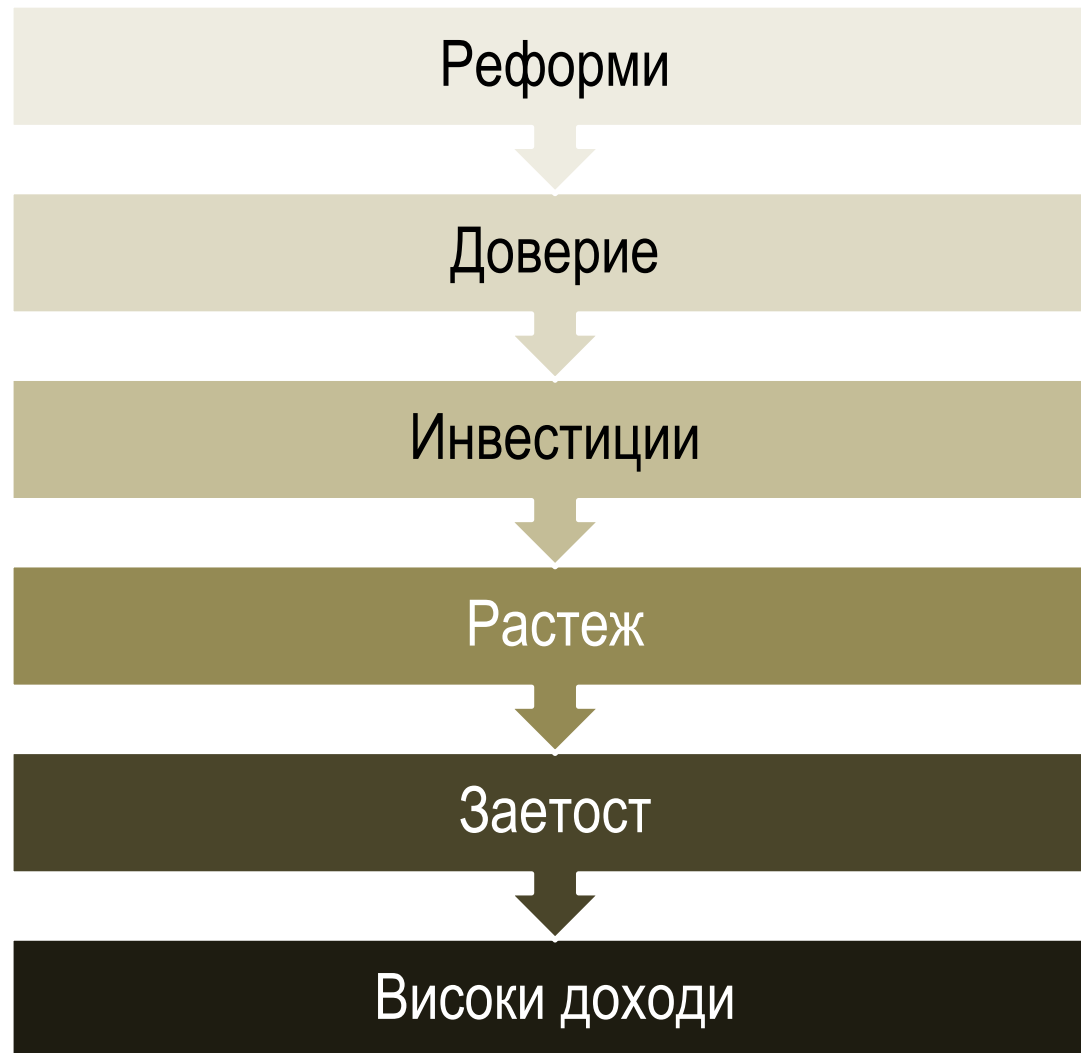 Реформи
Доверие
Инвестиции
Растеж
Заетост
Високи доходи